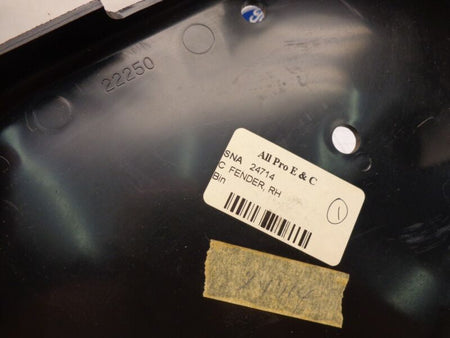 22250
All Pro E & C
SNA 24714
C FENDER, RH
Bin
1